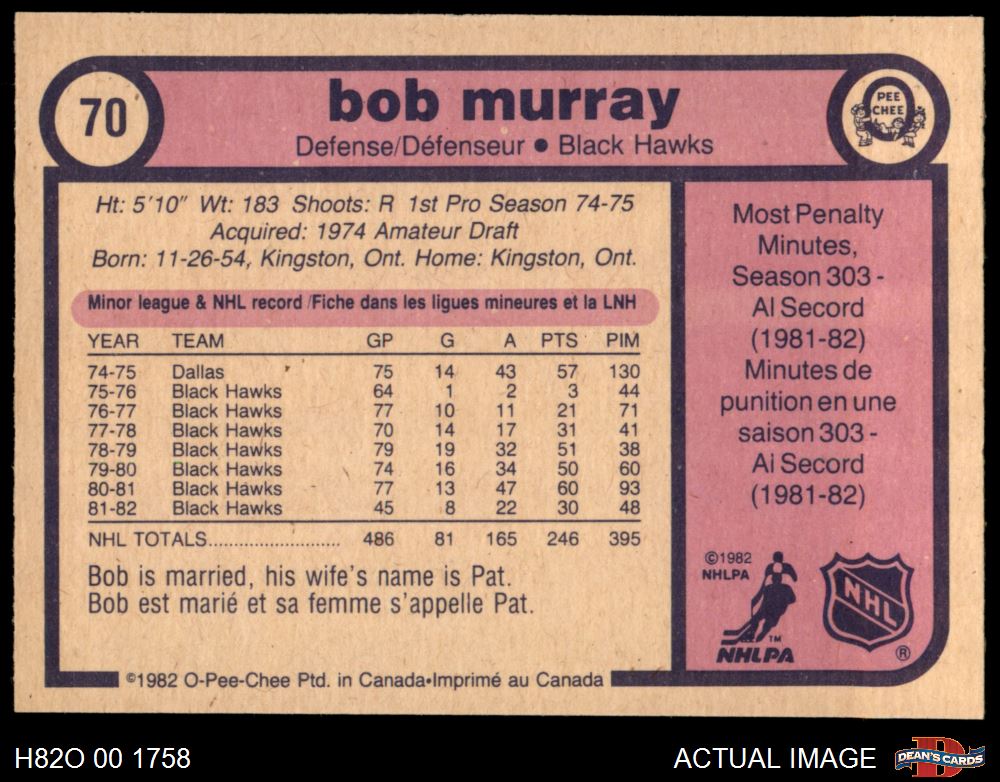 70
bob murray
Defense/Défenseur • Black Hawks
PEE
CHEE
Ht: 5'10" Wt: 183 Shoots: R 1st Pro Season 74-75
Acquired: 1974 Amateur Draft
Born: 11-26-54, Kingston, Ont. Home: Kingston, Ont.
Minor league & NHL record /Fiche dans les ligues mineures et la LNH
YEAR TEAM GP G A PTS PIM
74-75 Dallas 75 14 43 57 130
75-76 Black Hawks 64 1 2 3 44
76-77 Black Hawks 77 10 11 21 71
77-78 Black Hawks 70 14 17 31 41
78-79 Black Hawks 79 19 32 51 38
79-80 Black Hawks 74 16 34 50 60
80-81 Black Hawks 77 13 47 60 93
81-82 Black Hawks 45 8 22 30 48
NHL TOTALS........................ 486 81 165 246 395
Bob is married, his wife's name is Pat.
Bob est marié et sa femme s'appelle Pat.
Most Penalty
Minutes,
Season 303 -
Al Secord
(1981-82)
Minutes de
punition en une
saison 303 -
Ai Secord
(1981-82)
©1982
NHLPA
TM
NHLPA
NHL
®
©1982 O-Pee-Chee Ptd. in Canada•Imprimé au Canada
H82O 00 1758
ACTUAL IMAGE
D
DEAN'S CARDS